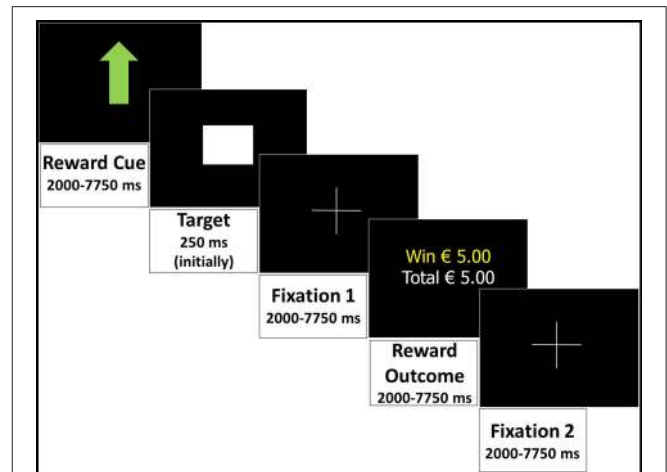 Reward Cue
2000-7750 ms
Target
250 ms
(initially)
Fixation 1
2000-7750 ms
Win € 5.00
Total € 5.00
Reward
Outcome
2000-7750 ms
Fixation 2
2000-7750 ms